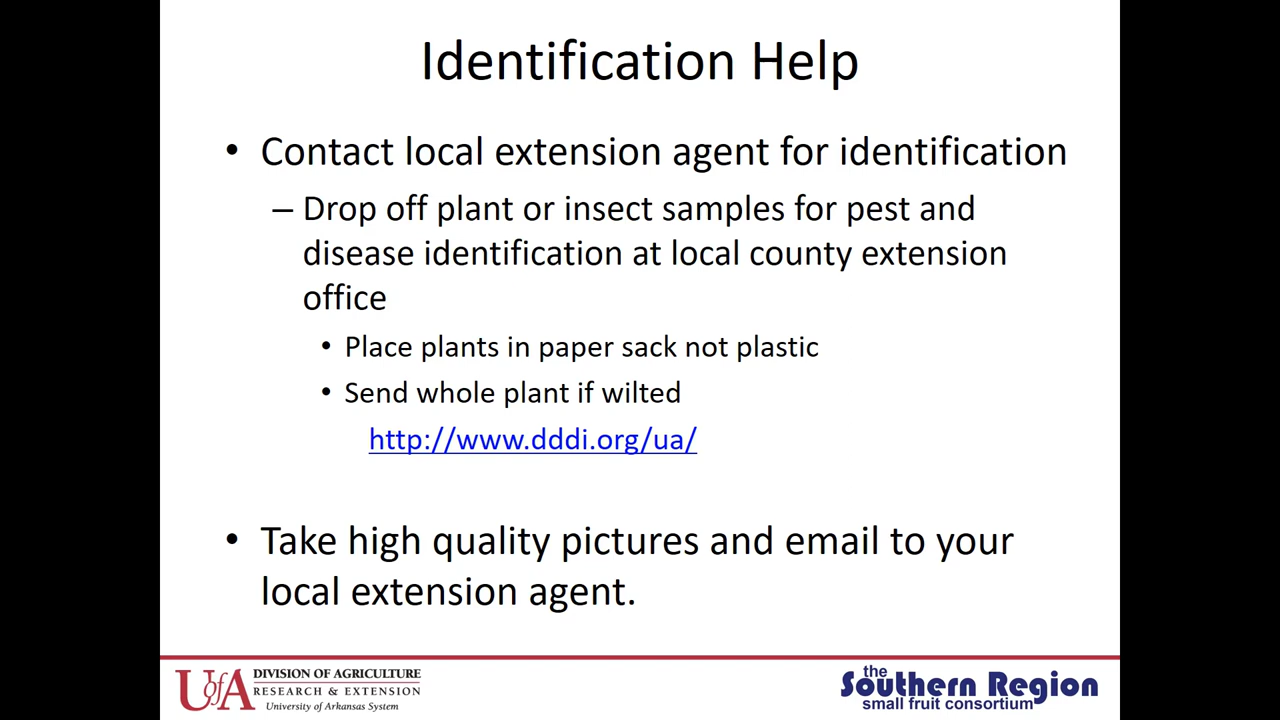 Identification Help
• Contact local extension agent for identification
– Drop off plant or insect samples for pest and
disease identification at local county extension
office
• Place plants in paper sack not plastic
• Send whole plant if wilted
http://www.dddi.org/ua/
• Take high quality pictures and email to your
local extension agent.
UofA DIVISION OF AGRICULTURE
RESEARCH & EXTENSION
University of Arkansas System
the
Southern Region
small fruit consortium